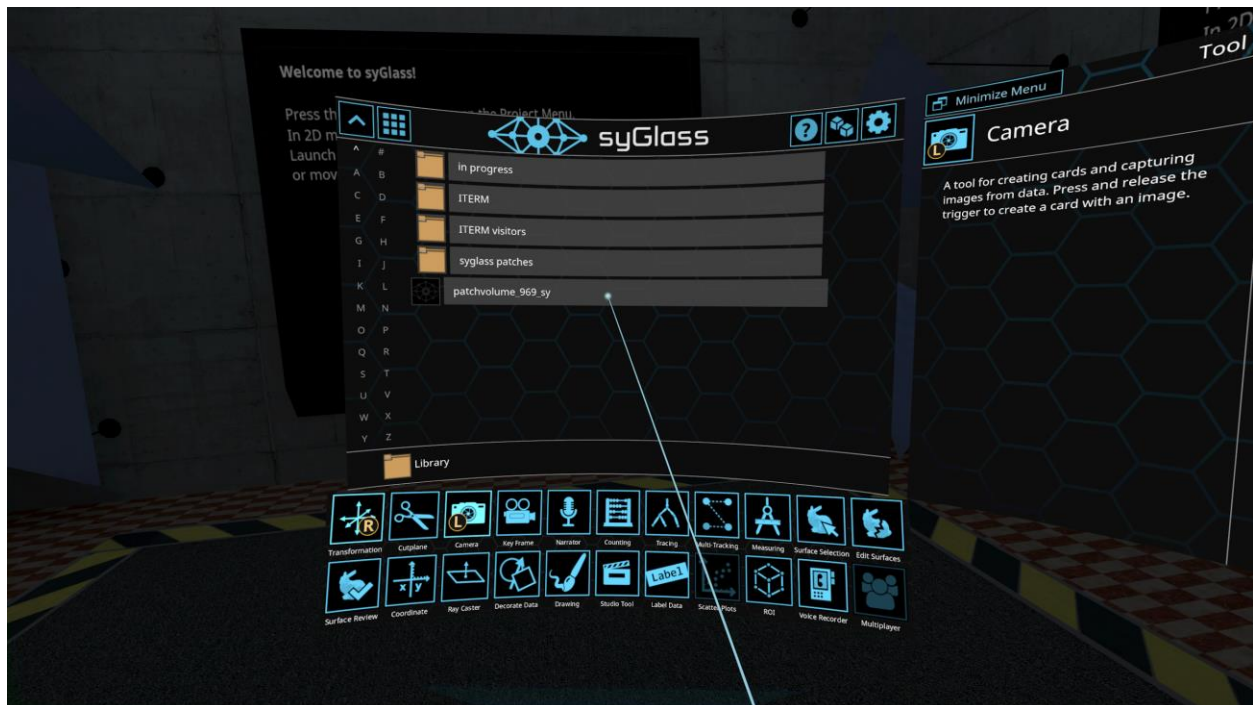 Welcome to syGlass!
Press th the Project Menu.
In 2D m
Launch
or mov
In 2D
Tool
syGlass
?
^ #
A B
C D
E F
G H
I J
K L
M N
O P
Q R
S T
U V
W X
Y Z
in progress
ITERM
ITERM visitors
syglass patches
patchvolume_969_sy
Library
Minimize Menu
L
Camera
A tool for creating cards and capturing
images from data. Press and release the
trigger to create a card with an image.
R L
Transformation Cutplane Camera Key Frame Narrator Counting Tracing Multi-Tracking Measuring Surface Selection Edit Surfaces
x y Label
Surface Review Coordinate Ray Caster Decorate Data Drawing Studio Tool Label Data Scatter Plots ROI Voice Recorder Multiplayer